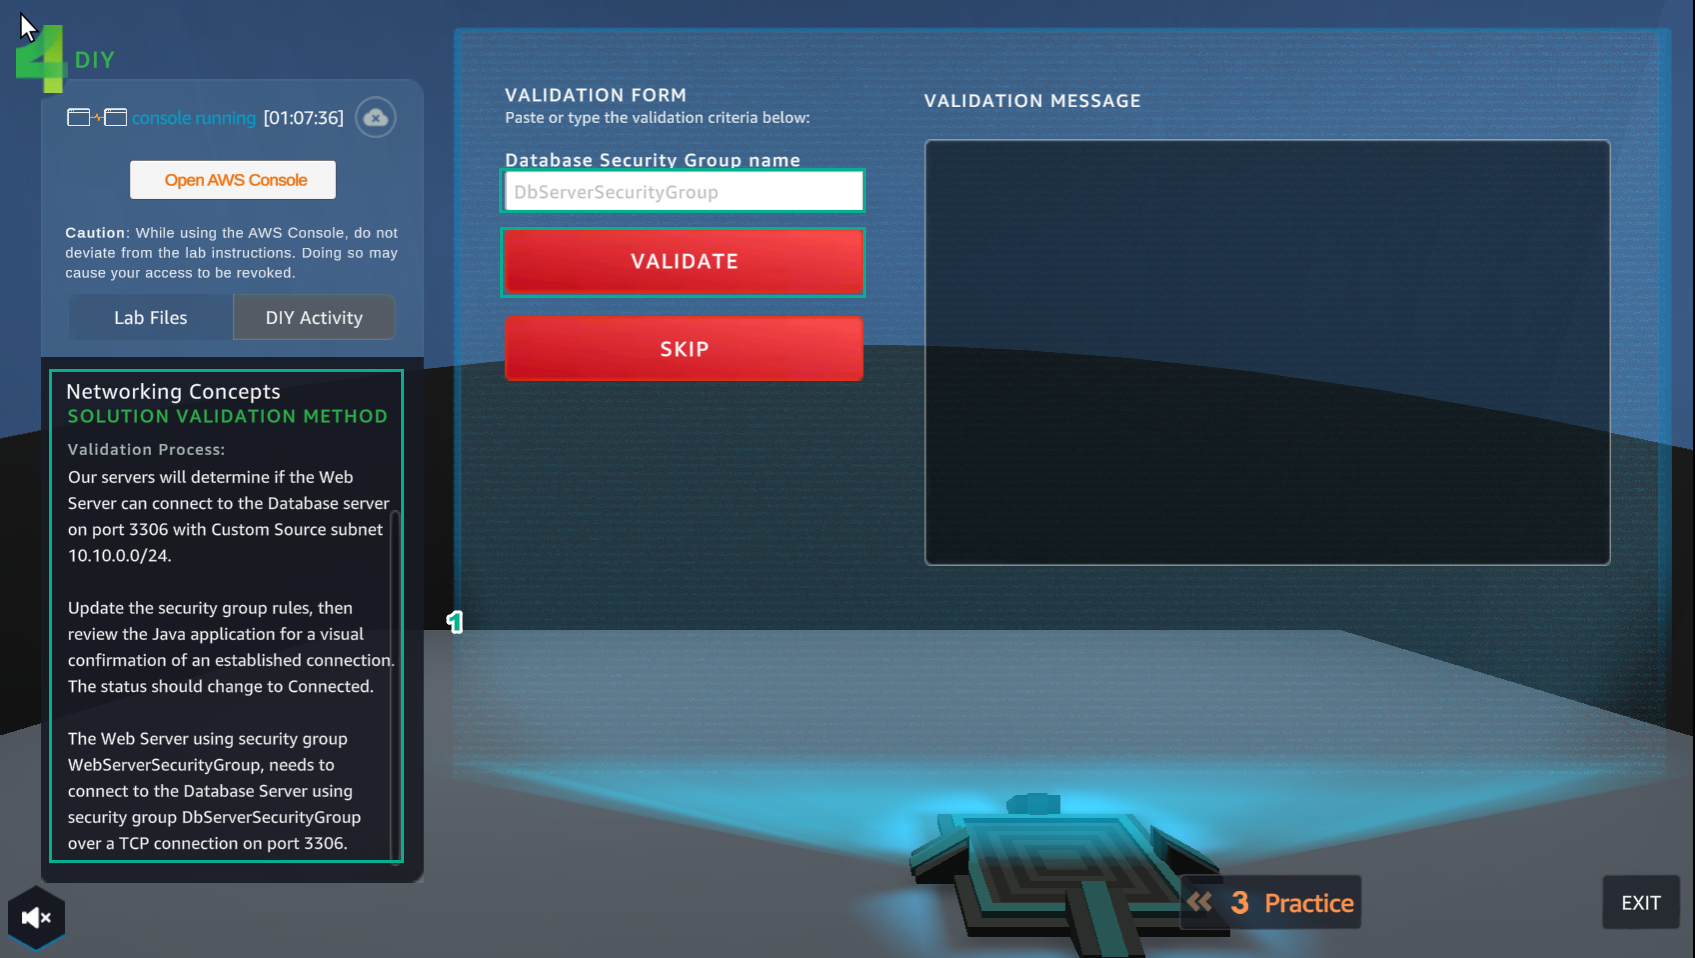 4 DIY
console running [01:07:36]
Open AWS Console
Caution: While using the AWS Console, do not
deviate from the lab instructions. Doing so may
cause your access to be revoked.
Lab Files
DIY Activity
Networking Concepts
SOLUTION VALIDATION METHOD
Validation Process:
Our servers will determine if the Web
Server can connect to the Database server
on port 3306 with Custom Source subnet
10.10.0.0/24.
Update the security group rules, then
review the Java application for a visual
confirmation of an established connection.
The status should change to Connected.
The Web Server using security group
WebServerSecurityGroup, needs to
connect to the Database Server using
security group DbServerSecurityGroup
over a TCP connection on port 3306.
1
VALIDATION FORM
Paste or type the validation criteria below:
Database Security Group name
DbServerSecurityGroup
VALIDATE
SKIP
VALIDATION MESSAGE
3 Practice
EXIT